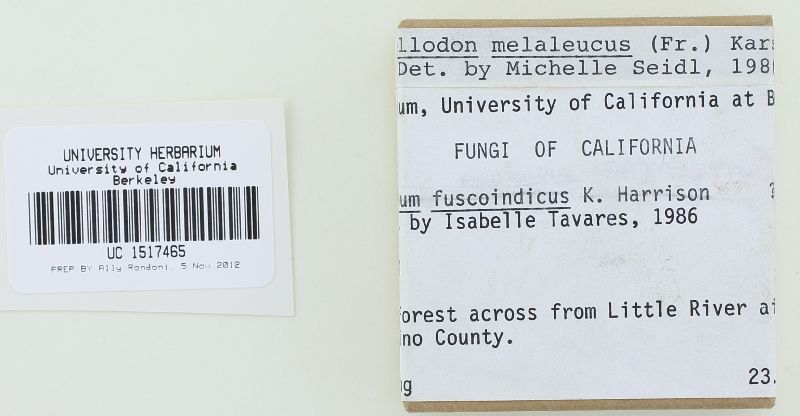 UNIVERSITY HERBARIUM
University of California
Berkeley
UC 1517465
PREP BY Ally Rondoni, 5 Nov 2012
llodon melaleucus (Fr.) Kars
Det. by Michelle Seidl, 198
um, University of California at B
FUNGI OF CALIFORNIA
um fuscoindicus K. Harrison ?
by Isabelle Tavares, 1986
forest across from Little River ai
no County.
g 23.